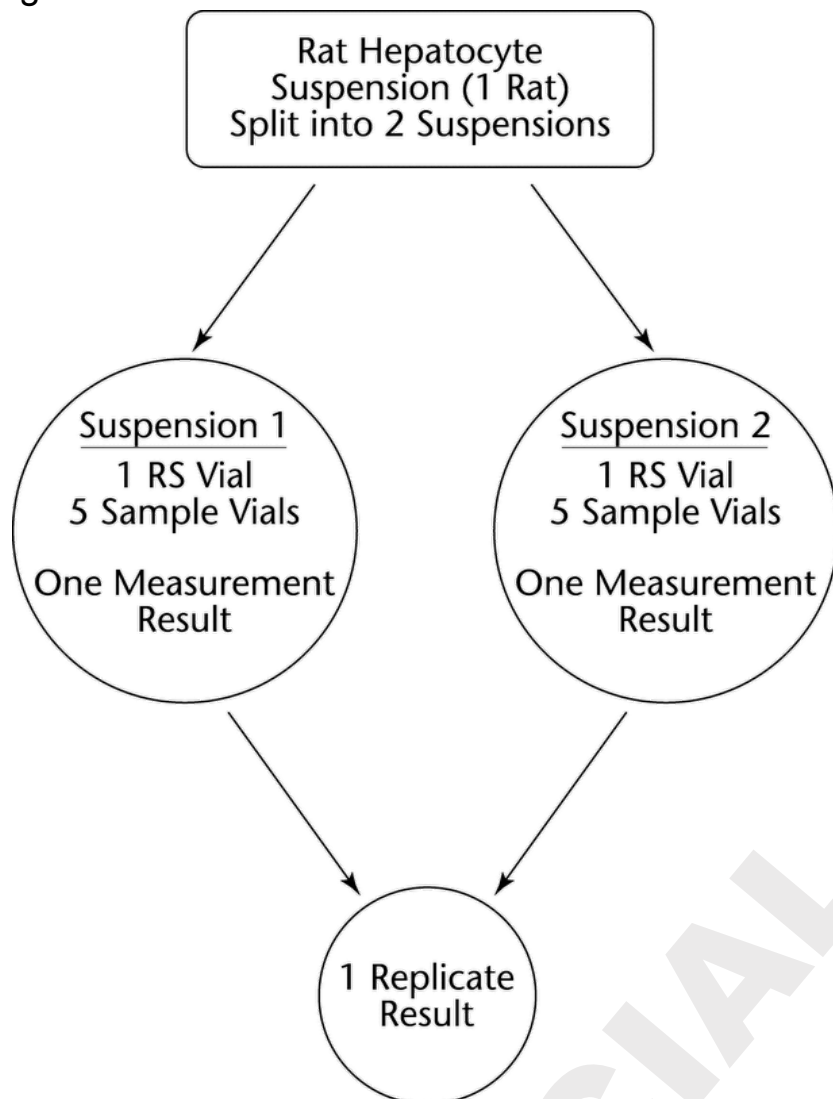 Rat Hepatocyte
Suspension (1 Rat)
Split into 2 Suspensions
Suspension 1
1 RS Vial
5 Sample Vials
One Measurement
Result
Suspension 2
1 RS Vial
5 Sample Vials
One Measurement
Result
1 Replicate
Result
CIAL